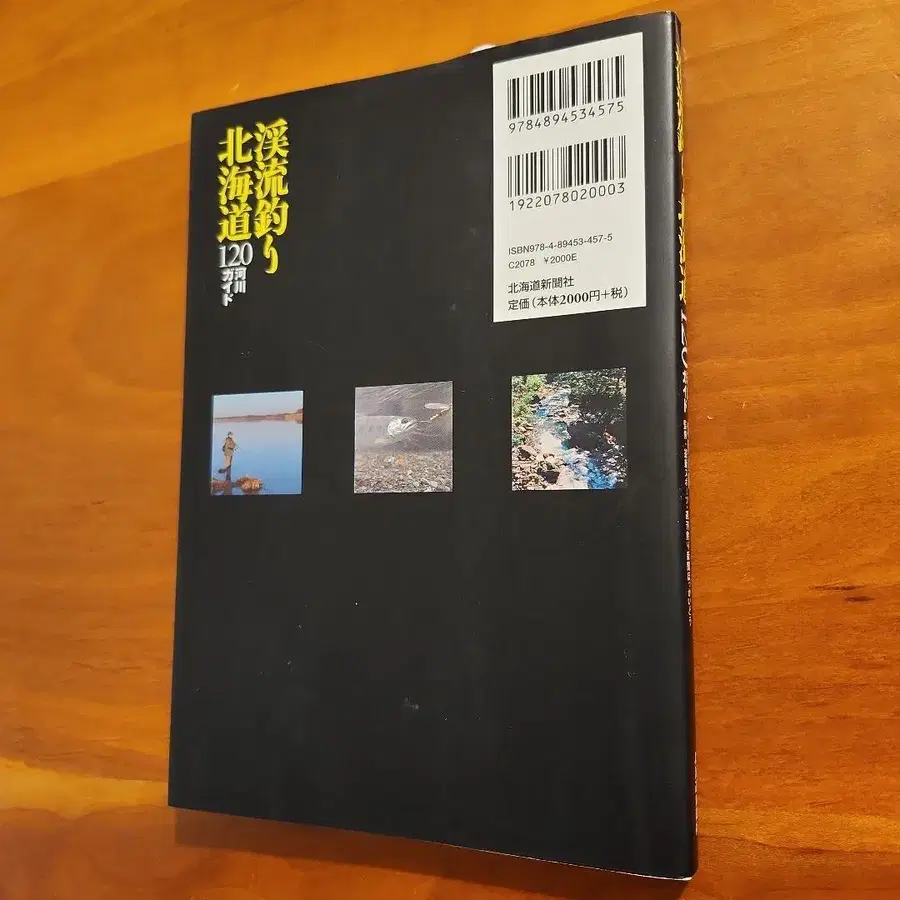 渓流釣り
北海道
120
河川
ガイド
9784894534575
1922078020003
ISBN978-4-89453-457-5
C2078 ¥2000E
北海道新聞社
定価(本体2000円+税)